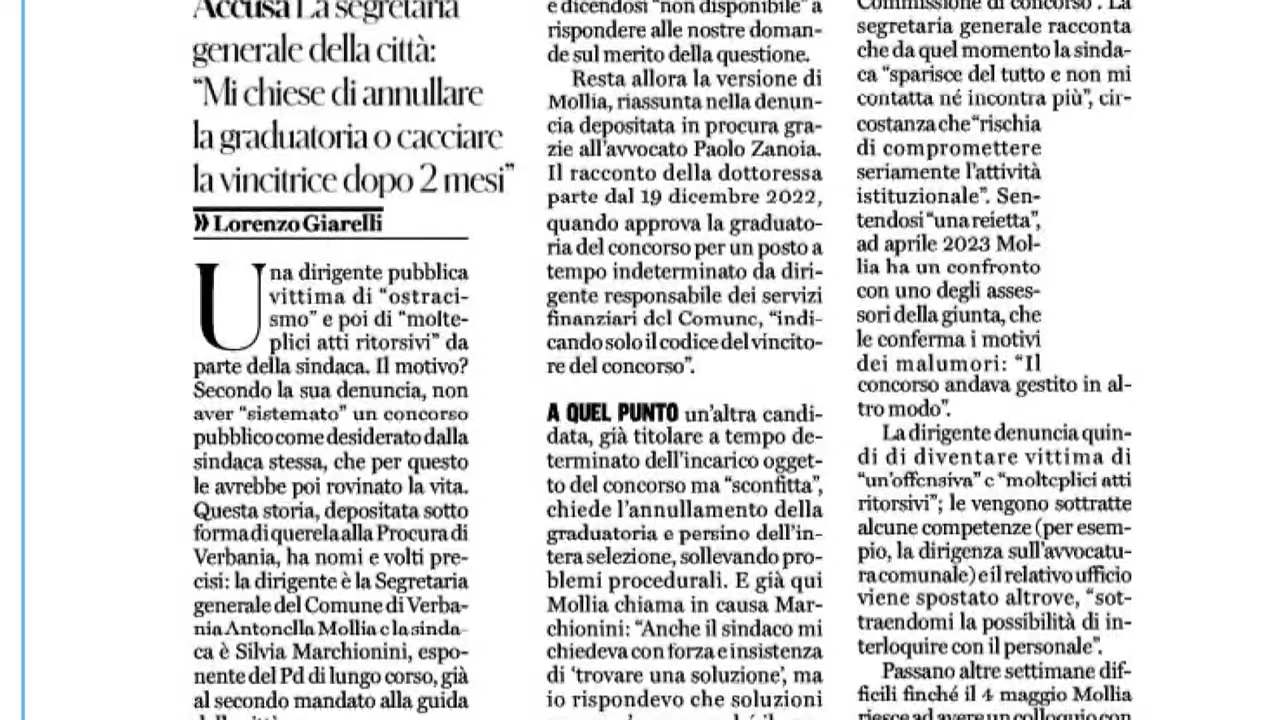 Accusa La segretaria
generale della città:
“Mi chiese di annullare
la graduatoria o cacciare
la vincitrice dopo 2 mesi”
» Lorenzo Giarelli
Una dirigente pubblica
vittima di “ostraci-
smo” e poi di “molte-
plici atti ritorsivi” da
parte della sindaca. Il motivo?
Secondo la sua denuncia, non
aver “sistemato” un concorso
pubblico come desiderato dalla
sindaca stessa, che per questo
le avrebbe poi rovinato la vita.
Questa storia, depositata sotto
forma di querela alla Procura di
Verbania, ha nomi e volti pre-
cisi: la dirigente è la Segretaria
generale del Comune di Verba-
nia Antonella Mollia e la sinda-
ca è Silvia Marchionini, espo-
nente del Pd di lungo corso, già
al secondo mandato alla guida
della città.
e dicendosi “non disponibile” a
rispondere alle nostre doman-
de sul merito della questione.
Resta allora la versione di
Mollia, riassunta nella denun-
cia depositata in procura gra-
zie all’avvocato Paolo Zanoia.
Il racconto della dottoressa
parte dal 19 dicembre 2022,
quando approva la graduato-
ria del concorso per un posto a
tempo indeterminato da diri-
gente responsabile dei servizi
finanziari del Comune, “indi-
cando solo il codice del vincito-
re del concorso”.
A QUEL PUNTO un’altra candi-
data, già titolare a tempo de-
terminato dell’incarico ogget-
to del concorso ma “sconfitta”,
chiede l’annullamento della
graduatoria e persino dell’in-
tera selezione, sollevando pro-
blemi procedurali. E già qui
Mollia chiama in causa Mar-
chionini: “Anche il sindaco mi
chiedeva con forza e insistenza
di ‘trovare una soluzione’, ma
io rispondevo che soluzioni
Commissione di concorso”. La
segretaria generale racconta
che da quel momento la sinda-
ca “sparisce del tutto e non mi
contatta né incontra più”, cir-
costanza che “rischia
di compromettere
seriamente l’attività
istituzionale”. Sen-
tendosi “una reietta”,
ad aprile 2023 Mol-
lia ha un confronto
con uno degli asses-
sori della giunta, che
le conferma i motivi
dei malumori: “Il
concorso andava gestito in al-
tro modo”.
La dirigente denuncia quin-
di di diventare vittima di
“un’offensiva” e “molteplici atti
ritorsivi”; le vengono sottratte
alcune competenze (per esem-
pio, la dirigenza sull’avvocatu-
ra comunale) e il relativo ufficio
viene spostato altrove, “sot-
traendomi la possibilità di in-
terloquire con il personale”.
Passano altre settimane dif-
ficili finché il 4 maggio Mollia
riesce ad avere un colloquio con